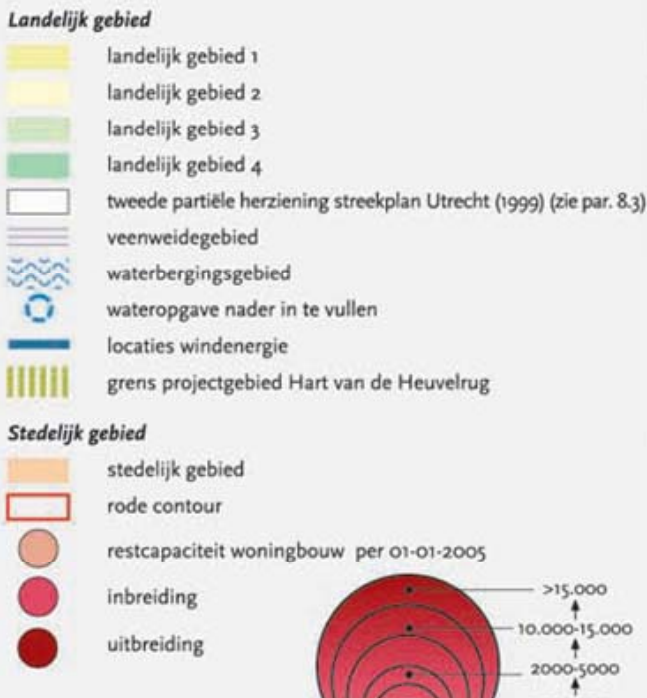 Landelijk gebied
landelijk gebied 1
landelijk gebied 2
landelijk gebied 3
landelijk gebied 4
tweede partiële herziening streekplan Utrecht (1999) (zie par. 8.3)
veenweidegebied
waterbergingsgebied
wateropgave nader in te vullen
locaties windenergie
grens projectgebied Hart van de Heuvelrug
Stedelijk gebied
stedelijk gebied
rode contour
restcapaciteit woningbouw per 01-01-2005
inbreiding
uitbreiding
>15.000
10.000-15.000
2000-5000